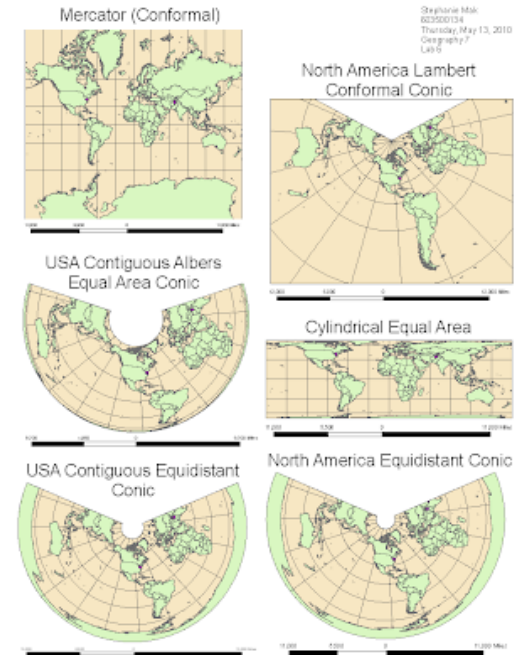 Mercator (Conformal)
Stephanie Mak
Thursday, May 13, 2010
Geography 7
Lab 6
North America Lambert
Conformal Conic
USA Contiguous Albers
Equal Area Conic
Cylindrical Equal Area
USA Contiguous Equidistant
Conic
North America Equidistant Conic